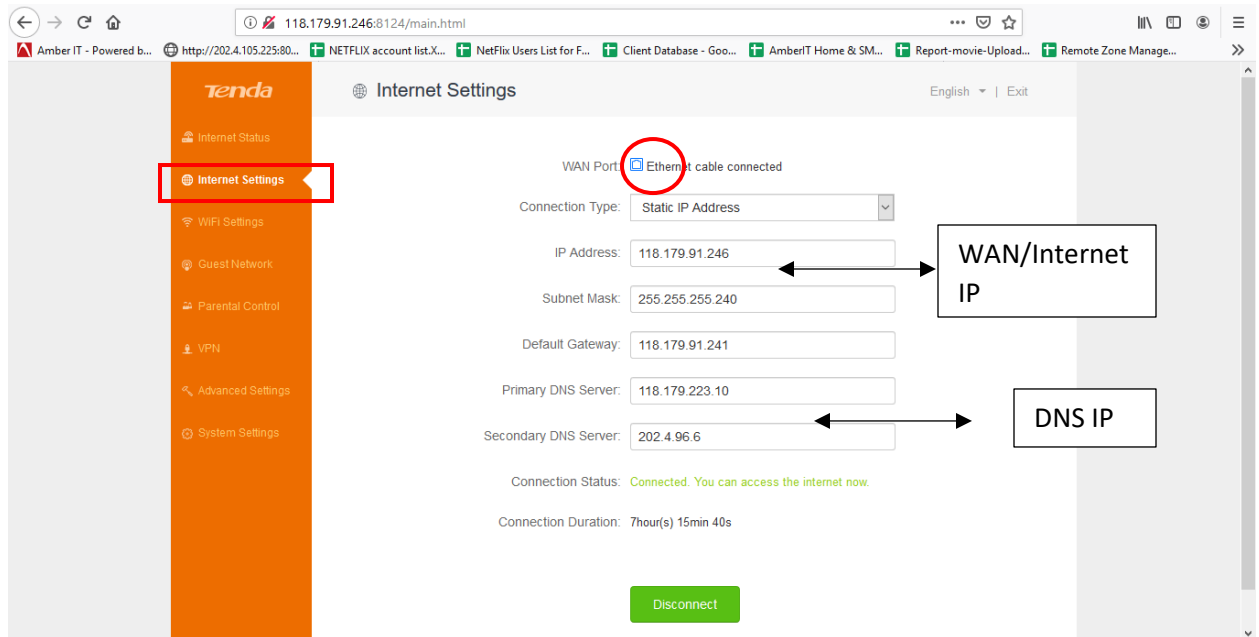 118.179.91.246:8124/main.html
Amber IT - Powered b... http://202.4.105.225:80... NETFLIX account list.X... NetFlix Users List for F... Client Database - Goo... AmberIT Home & SM... Report-movie-Upload... Remote Zone Manage...
Tenda
Internet Settings
English | Exit
Internet Status
Internet Settings
WiFi Settings
Guest Network
Parental Control
VPN
Advanced Settings
System Settings
WAN Port: Ethernet cable connected
Connection Type: Static IP Address
IP Address: 118.179.91.246
Subnet Mask: 255.255.255.240
Default Gateway: 118.179.91.241
Primary DNS Server: 118.179.223.10
Secondary DNS Server: 202.4.96.6
Connection Status: Connected. You can access the internet now.
Connection Duration: 7hour(s) 15min 40s
Disconnect
WAN/Internet
IP
DNS IP